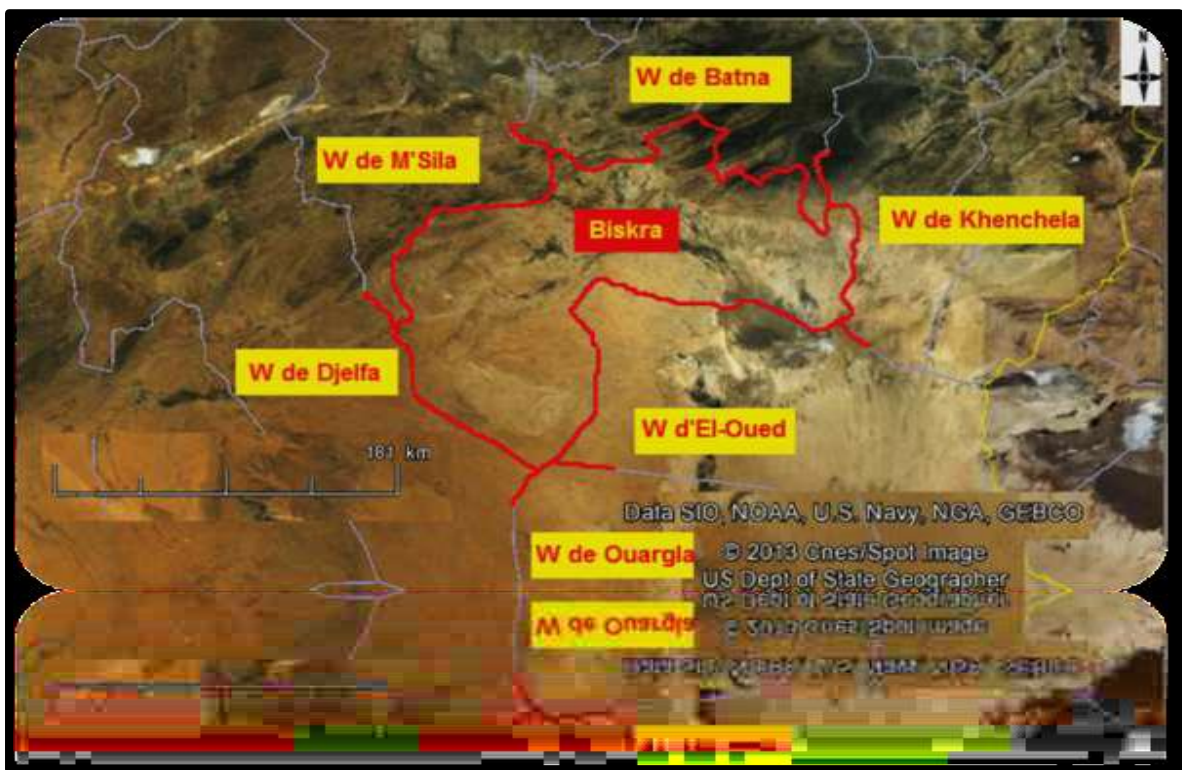 N
W de Batna
W de M'Sila
W de Khenchela
Biskra
W de Djelfa
W d'El-Oued
181 km
Data SIO, NOAA, U.S. Navy, NGA, GEBCO
W de Ouargla
© 2013 Cnes/Spot Image
US Dept of State Geographer